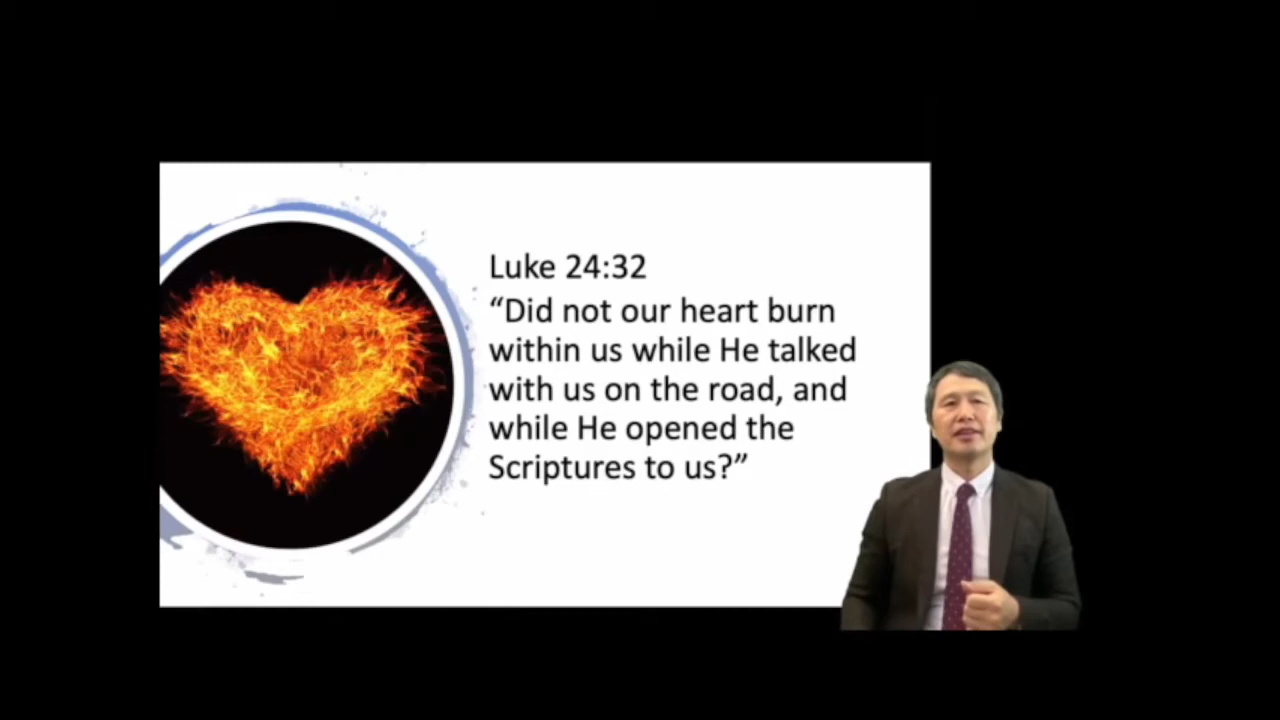 Luke 24:32
“Did not our heart burn
within us while He talked
with us on the road, and
while He opened the
Scriptures to us?”